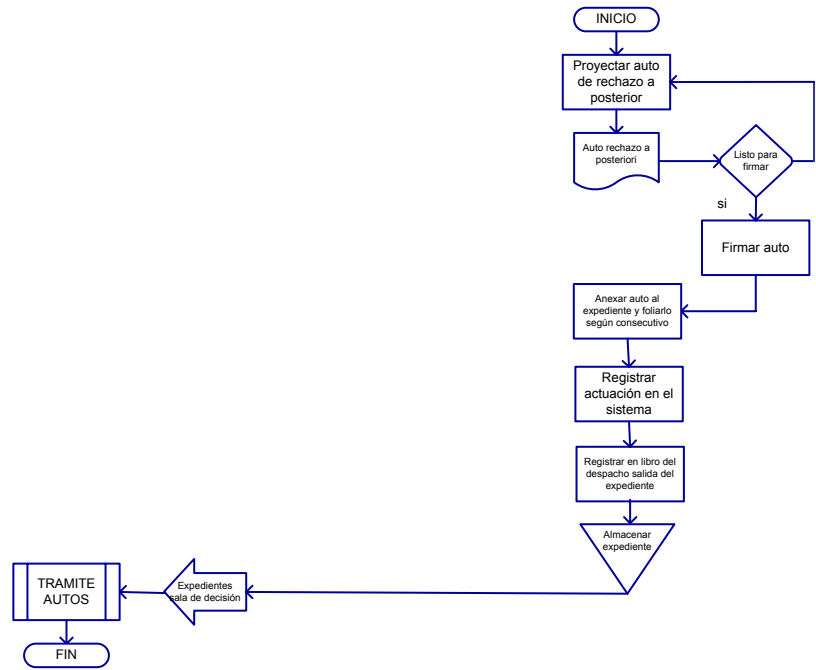 INICIO
Proyectar auto
de rechazo a
posterior
Auto rechazo a
posteriori
Listo para
firmar
si
Firmar auto
Anexar auto al
expediente y foliarlo
según consecutivo
Registrar
actuación en el
sistema
Registrar en libro del
despacho salida del
expediente
Almacenar
expediente
Expedientes
sala de decisión
TRAMITE
AUTOS
FIN